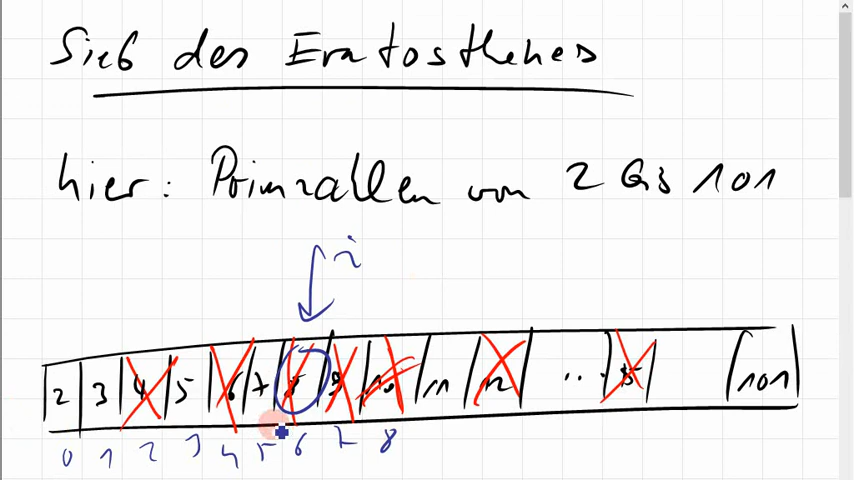 Sieb des Eratosthenes
hier: Primzahlen von 2 bis 101
i
2 3 4 5 6 7 8 9 10 11 12 ... 15 101
0 1 2 3 4 5 6 7 8